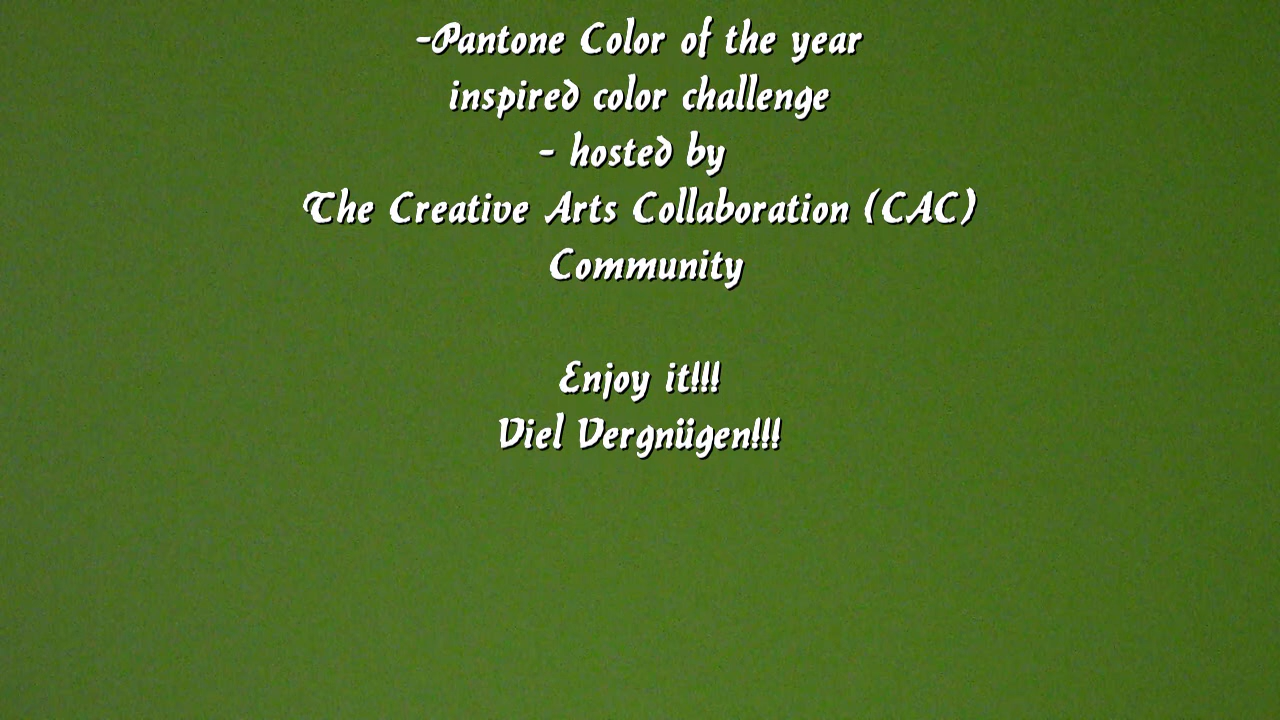 -Pantone Color of the year
inspired color challenge
- hosted by
The Creative Arts Collaboration (CAC)
Community
Enjoy it!!!
Viel Vergnügen!!!